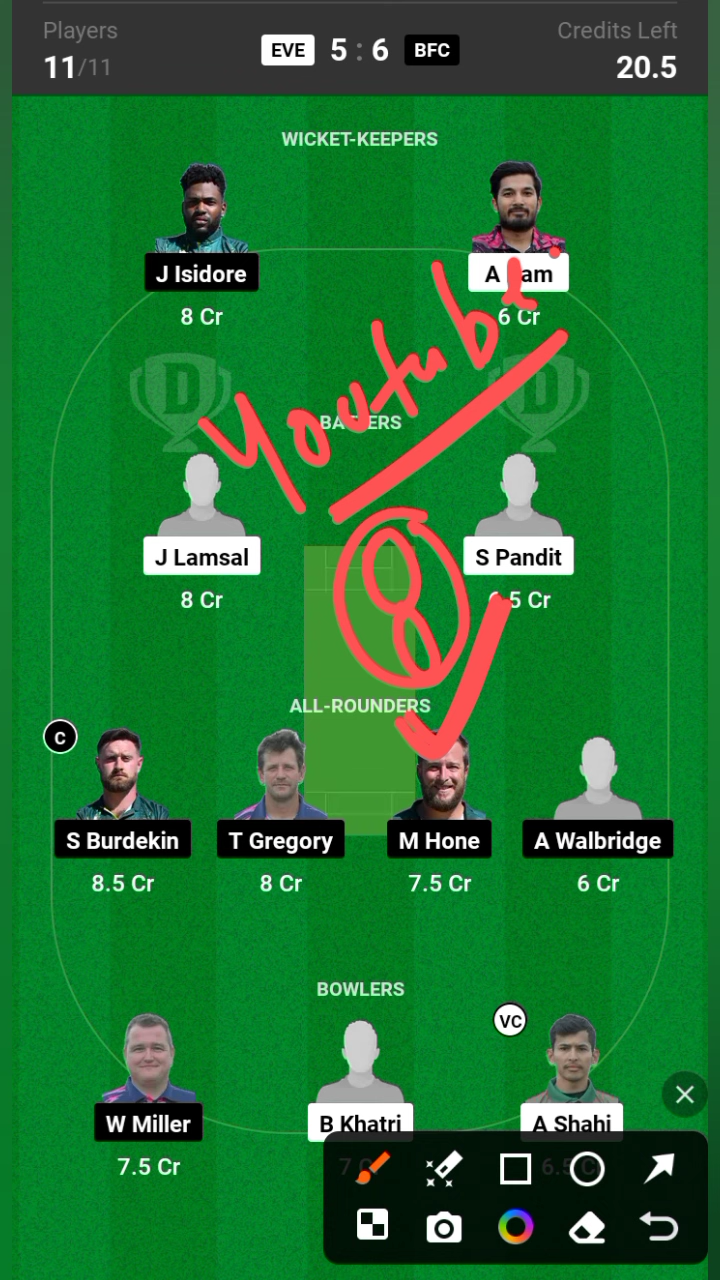 Players
Credits Left
11/11
EVE 5 : 6 BFC
20.5
WICKET-KEEPERS
J Isidore
8 Cr
6 Cr
Youtube
J Lamsal
S Pandit
8 Cr
8
ALL-ROUNDERS
C
S Burdekin
T Gregory
M Hone
A Walbridge
8.5 Cr
8 Cr
7.5 Cr
6 Cr
BOWLERS
VC
W Miller
B Khatri
A Shahi
7.5 Cr